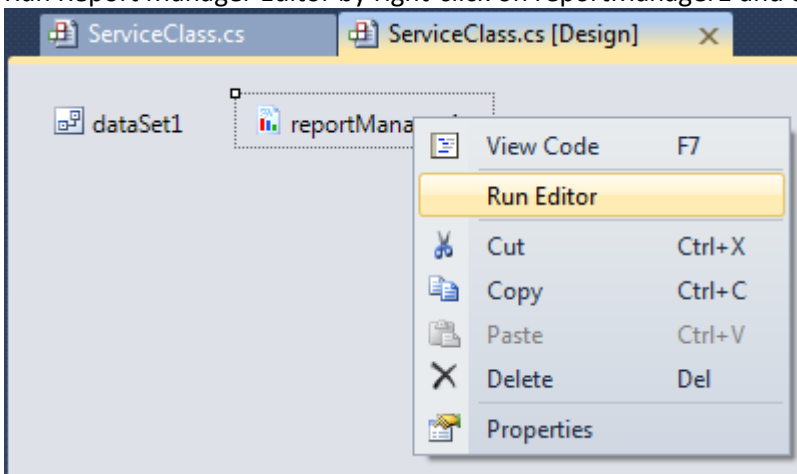 Run Report Manager Editor by right-click on reportManager1 and
ServiceClass.cs
ServiceClass.cs [Design]
dataSet1
reportMana
View Code F7
Run Editor
Cut Ctrl+X
Copy Ctrl+C
Paste Ctrl+V
Delete Del
Properties